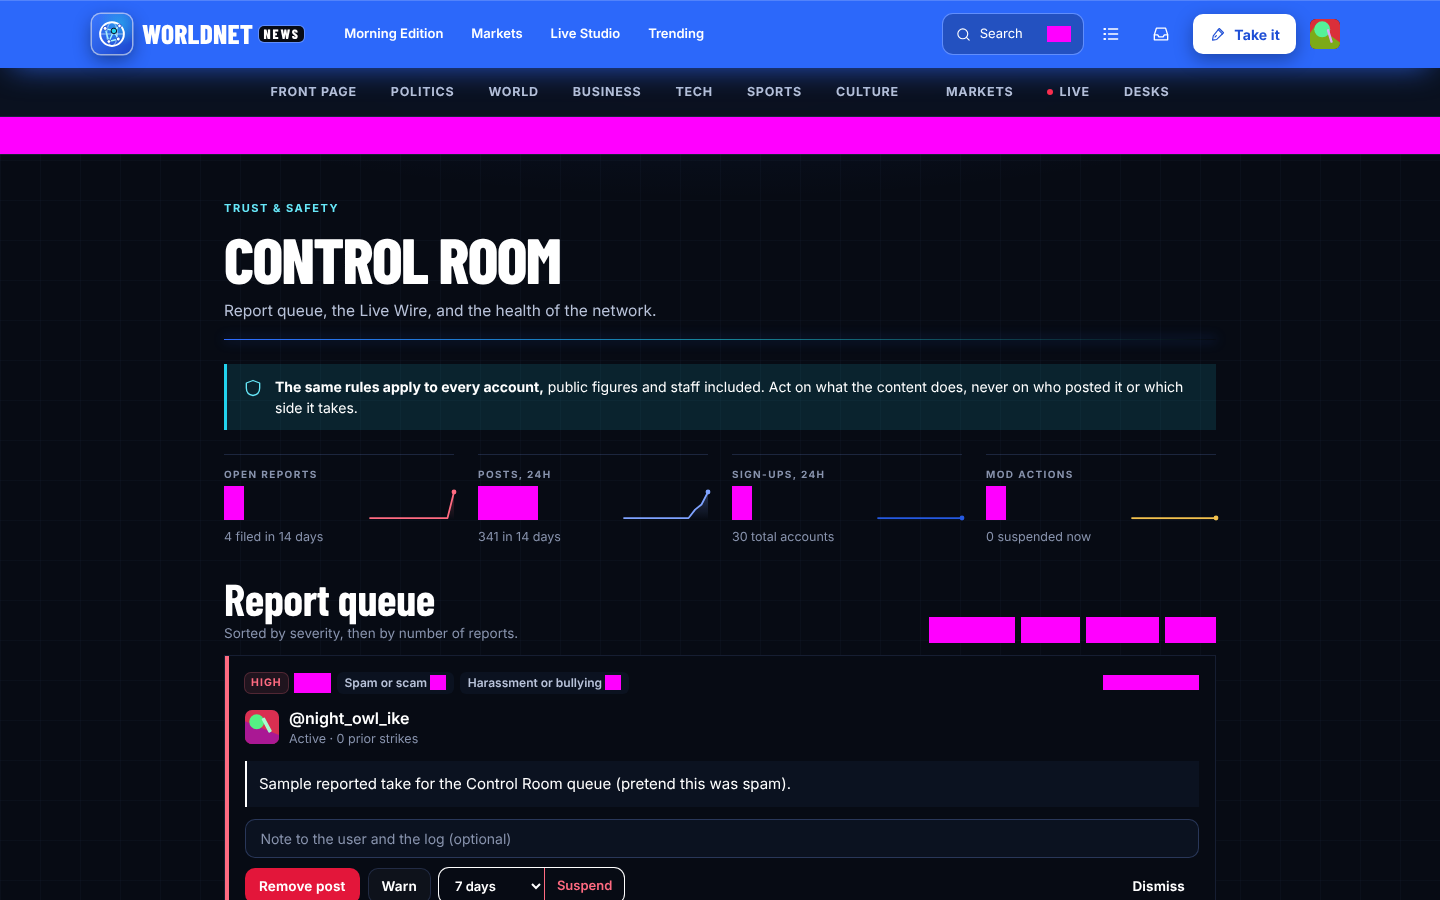 WORLDNET NEWS
Morning Edition
Markets
Live Studio
Trending
Search
Take it
FRONT PAGE
POLITICS
WORLD
BUSINESS
TECH
SPORTS
CULTURE
MARKETS
LIVE
DESKS
TRUST & SAFETY
CONTROL ROOM
Report queue, the Live Wire, and the health of the network.
The same rules apply to every account, public figures and staff included. Act on what the content does, never on who posted it or which
side it takes.
OPEN REPORTS
4 filed in 14 days
POSTS, 24H
341 in 14 days
SIGN-UPS, 24H
30 total accounts
MOD ACTIONS
0 suspended now
Report queue
Sorted by severity, then by number of reports.
HIGH
Spam or scam
Harassment or bullying
@night_owl_ike
Active · 0 prior strikes
Sample reported take for the Control Room queue (pretend this was spam).
Note to the user and the log (optional)
Remove post
Warn
7 days
Suspend
Dismiss